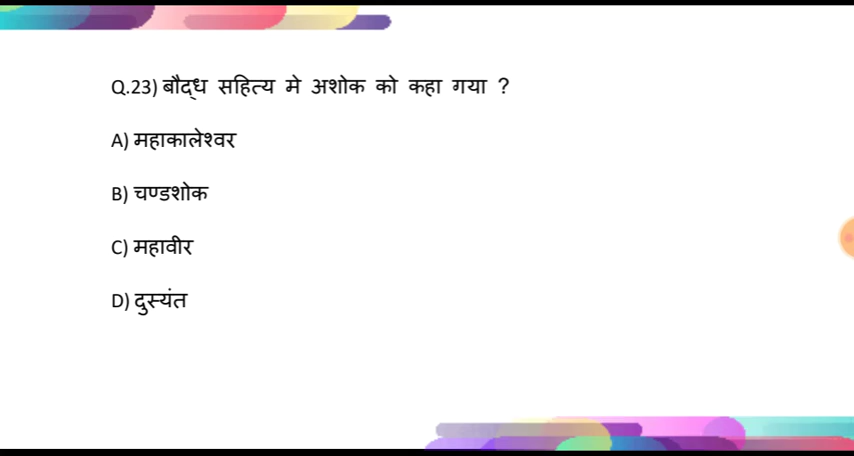 Q.23) बौद्ध सहित्य मे अशोक को कहा गया ?
A) महाकालेश्वर
B) चण्डशोक
C) महावीर
D) दुस्यंत